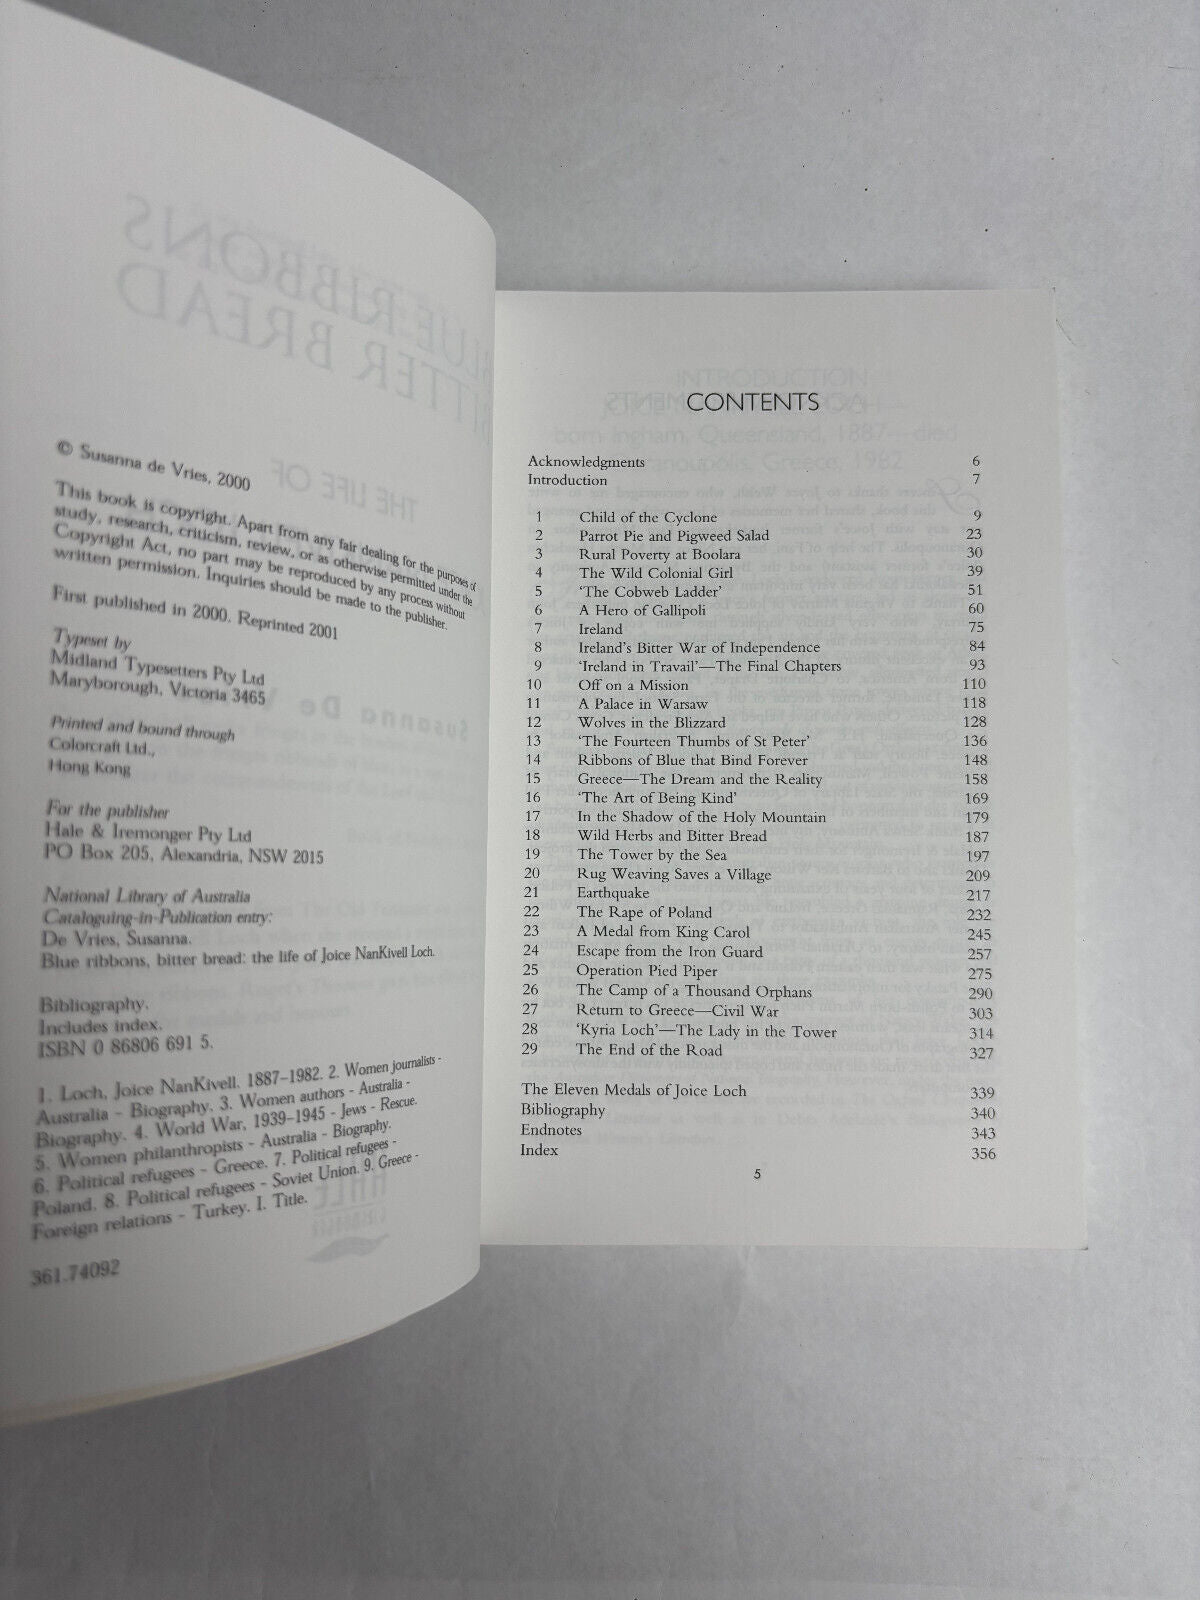 © Susanna de Vries, 2000
This book is copyright. Apart from any fair dealing for the purposes of
study, research, criticism, review, or as otherwise permitted under the
Copyright Act, no part may be reproduced by any process without
written permission. Inquiries should be made to the publisher.
First published in 2000. Reprinted 2001
Typeset by
Midland Typesetters Pty Ltd
Maryborough, Victoria 3465
Printed and bound through
Colorcraft Ltd.,
Hong Kong
For the publisher
Hale & Iremonger Pty Ltd
PO Box 205, Alexandria, NSW 2015
National Library of Australia
Cataloguing-in-Publication entry:
De Vries, Susanna.
Blue ribbons, bitter bread: the life of Joice NanKivell Loch.
Bibliography.
Includes index.
ISBN 0 86806 691 5.
1. Loch, Joice NanKivell. 1887–1982. 2. Women journalists -
Australia - Biography. 3. Women authors - Australia -
Biography. 4. World War, 1939–1945 - Jews - Rescue.
5. Women philanthropists - Australia - Biography.
6. Political refugees - Greece. 7. Political refugees -
Poland. 8. Political refugees - Soviet Union. 9. Greece -
Foreign relations - Turkey. I. Title.
361.74092
CONTENTS
Acknowledgments 6
Introduction 7
1 Child of the Cyclone 9
2 Parrot Pie and Pigweed Salad 23
3 Rural Poverty at Boolara 30
4 The Wild Colonial Girl 39
5 ‘The Cobweb Ladder’ 51
6 A Hero of Gallipoli 60
7 Ireland 75
8 Ireland's Bitter War of Independence 84
9 ‘Ireland in Travail’—The Final Chapters 93
10 Off on a Mission 110
11 A Palace in Warsaw 118
12 Wolves in the Blizzard 128
13 ‘The Fourteen Thumbs of St Peter’ 136
14 Ribbons of Blue that Bind Forever 148
15 Greece—The Dream and the Reality 158
16 ‘The Art of Being Kind’ 169
17 In the Shadow of the Holy Mountain 179
18 Wild Herbs and Bitter Bread 187
19 The Tower by the Sea 197
20 Rug Weaving Saves a Village 209
21 Earthquake 217
22 The Rape of Poland 232
23 A Medal from King Carol 245
24 Escape from the Iron Guard 257
25 Operation Pied Piper 275
26 The Camp of a Thousand Orphans 290
27 Return to Greece—Civil War 303
28 ‘Kyria Loch’—The Lady in the Tower 314
29 The End of the Road 327
The Eleven Medals of Joice Loch 339
Bibliography 340
Endnotes 343
Index 356
5